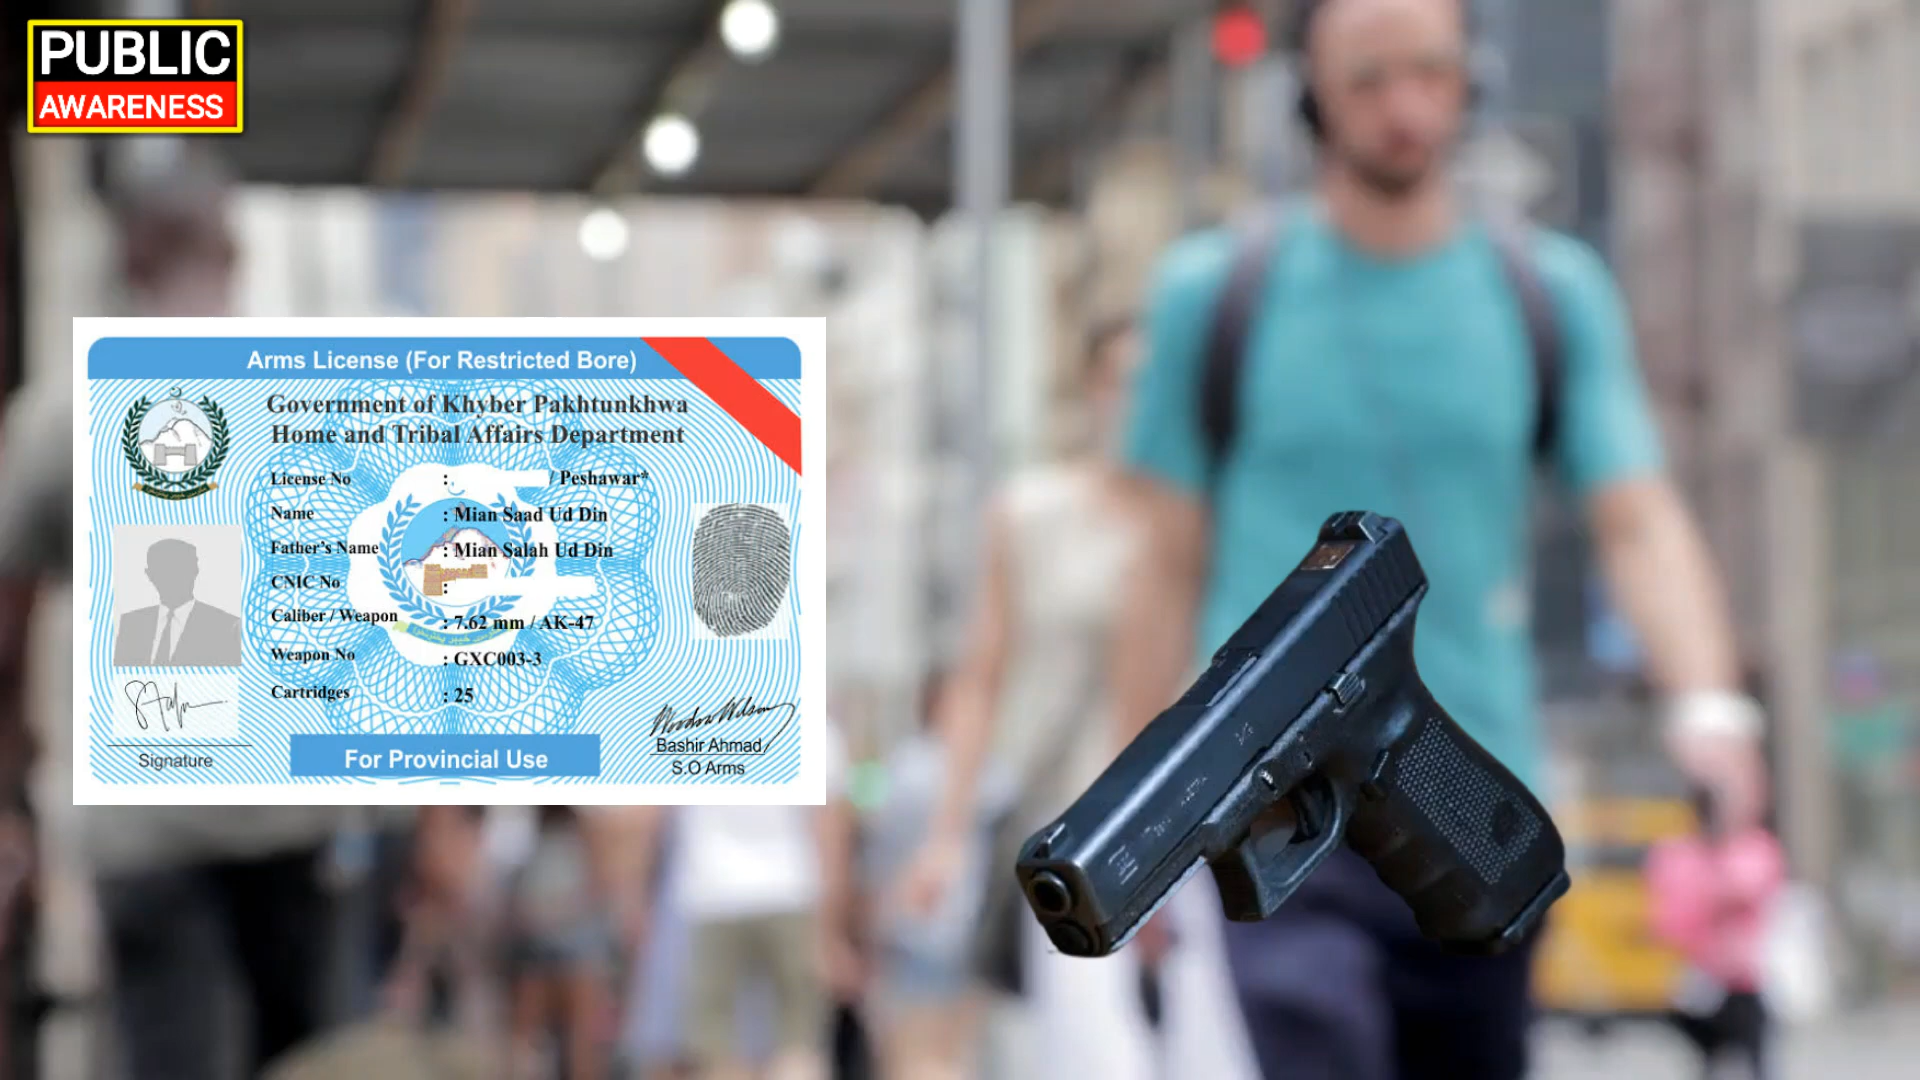 PUBLIC
AWARENESS
Arms License (For Restricted Bore)
Government of Khyber Pakhtunkhwa
Home and Tribal Affairs Department
License No : / Peshawar*
Name : Mian Saad Ud Din
Father's Name : Mian Salah Ud Din
CNIC No :
Caliber / Weapon : 7.62 mm / AK-47
Weapon No : GXC003-3
Cartridges : 25
Signature
For Provincial Use
Bashir Ahmad
S.O Arms